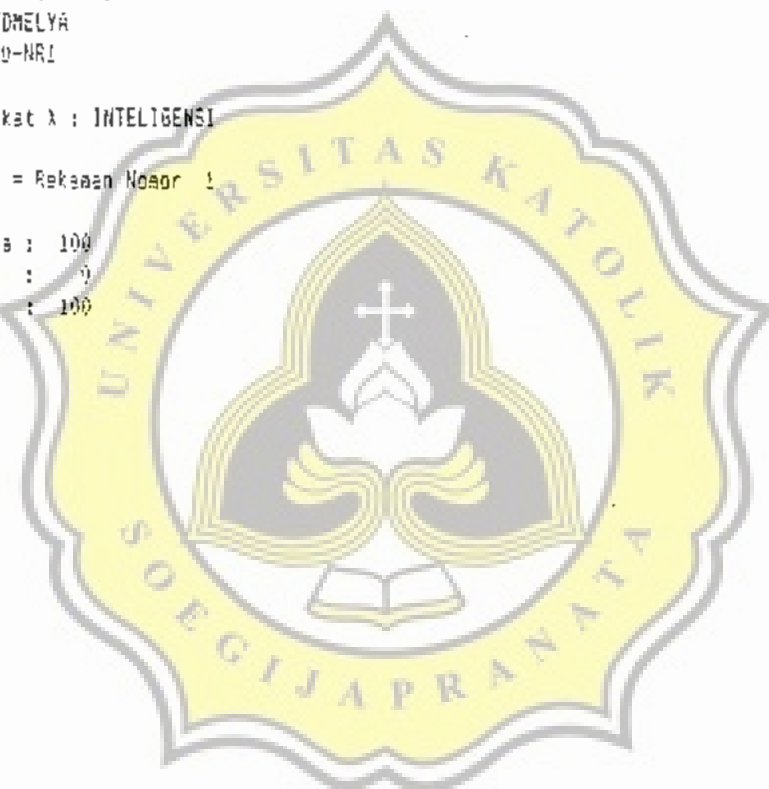 DMELYA
0-NRI
kat X : INTELIGENSI
= Rekaman Nomor 1
a : 100
: 0
: 100
UNIVERSITAS KATOLIK
SOEGIJAPRANATA